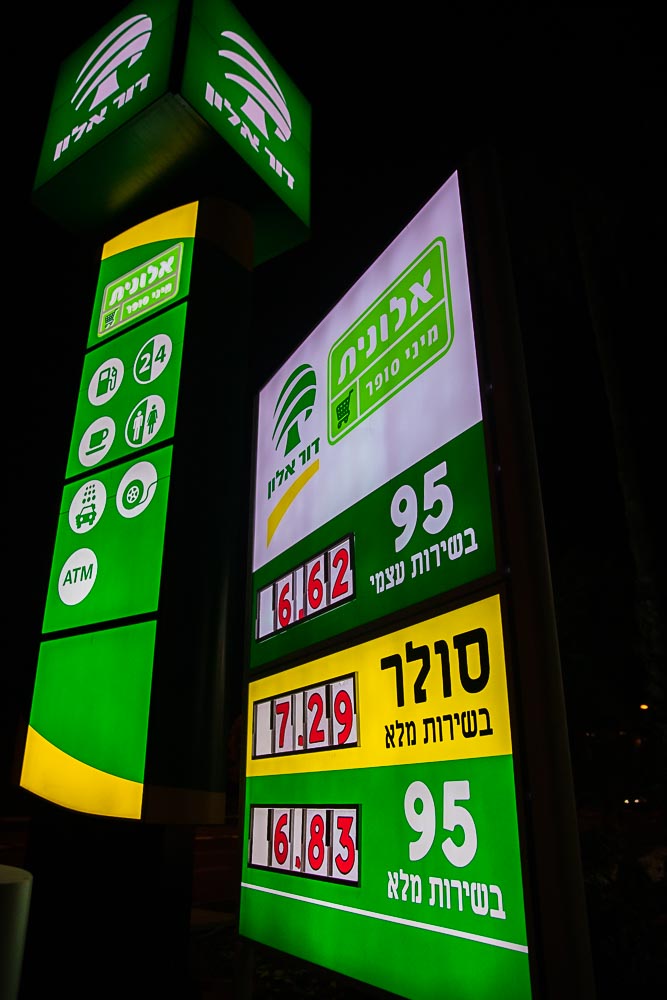 דור אלון
דור אלון
אלונית
מיני סופר
24
ATM
אלונית
מיני סופר
דור אלון
95
בשירות עצמי
6.62
סולר
בשירות מלא
7.29
95
בשירות מלא
6.83